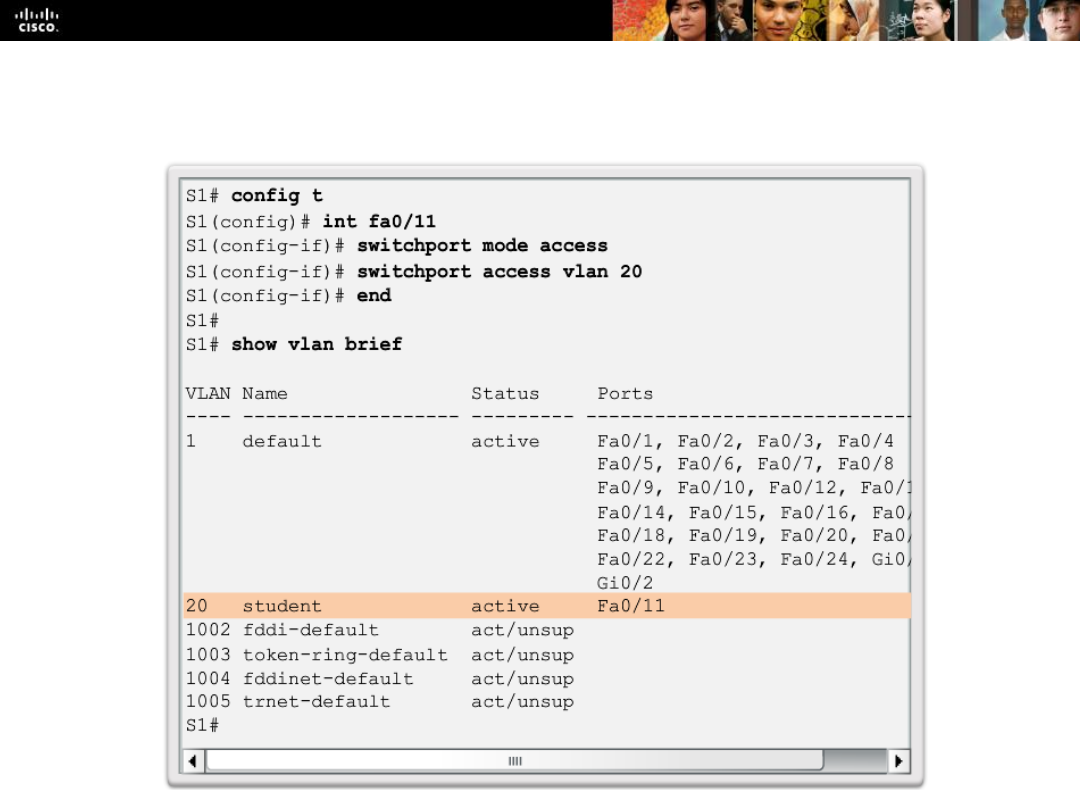 CISCO.
S1# config t
S1(config)# int fa0/11
S1(config-if)# switchport mode access
S1(config-if)# switchport access vlan 20
S1(config-if)# end
S1#
S1# show vlan brief
VLAN Name Status Ports
---- ------------------- --------- -----------------------------
1 default active Fa0/1, Fa0/2, Fa0/3, Fa0/4
Fa0/5, Fa0/6, Fa0/7, Fa0/8
Fa0/9, Fa0/10, Fa0/12, Fa0/1
Fa0/14, Fa0/15, Fa0/16, Fa0/
Fa0/18, Fa0/19, Fa0/20, Fa0/
Fa0/22, Fa0/23, Fa0/24, Gi0/
Gi0/2
20 student active Fa0/11
1002 fddi-default act/unsup
1003 token-ring-default act/unsup
1004 fddinet-default act/unsup
1005 trnet-default act/unsup
S1#